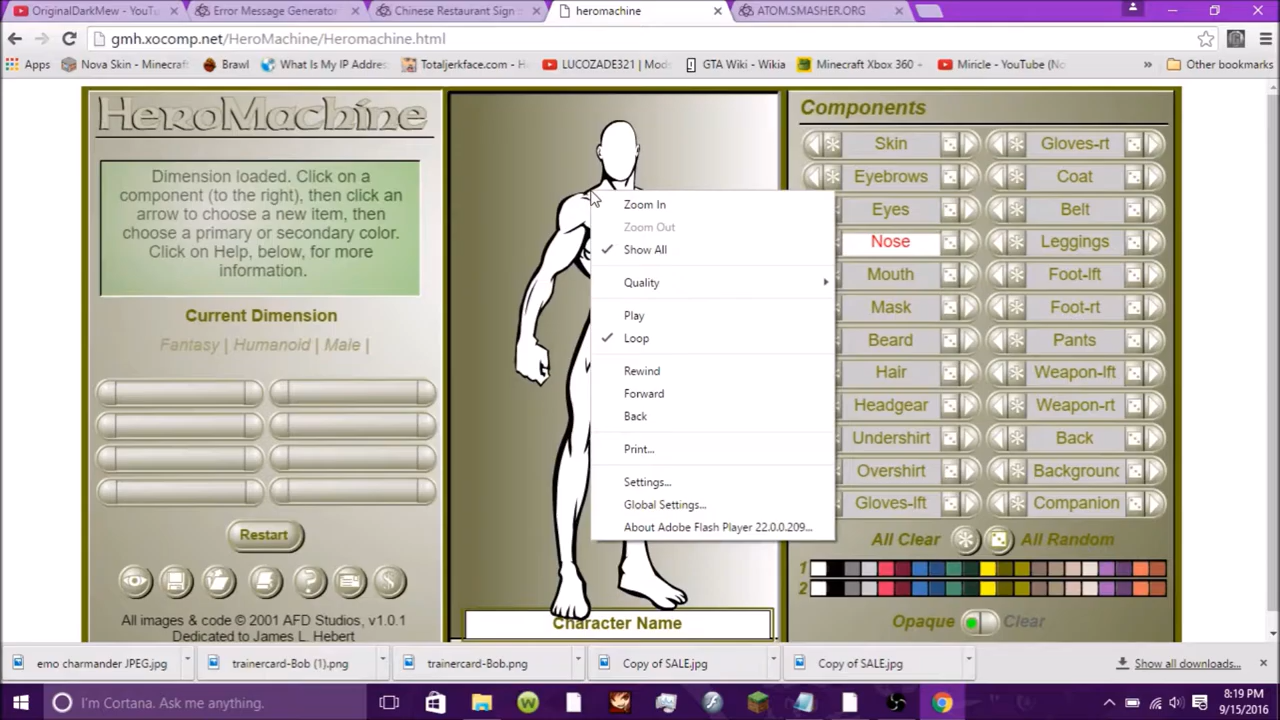 OriginalDarkMew - YouTu
Error Message Generator
Chinese Restaurant Sign ::
heromachine
ATOM.SMASHER.ORG
gmh.xocomp.net/HeroMachine/Heromachine.html
Apps
Nova Skin - Minecraft
Brawl
What Is My IP Addres
Totaljerkface.com - H
LUCOZADE321 | Mods
GTA Wiki - Wikia
Minecraft Xbox 360 -
Miricle - YouTube (No
»
Other bookmarks
HeroMachine
Dimension loaded. Click on a
component (to the right), then click an
arrow to choose a new item, then
choose a primary or secondary color.
Click on Help, below, for more
information.
Current Dimension
Fantasy | Humanoid | Male |
Restart
?
$
All images & code © 2001 AFD Studios, v1.0.1
Dedicated to James L. Hebert
Zoom In
Zoom Out
Show All
Quality
Play
Loop
Rewind
Forward
Back
Print...
Settings...
Global Settings...
About Adobe Flash Player 22.0.0.209...
Character Name
Components
Skin
Gloves-rt
Eyebrows
Coat
Eyes
Belt
Nose
Leggings
Mouth
Foot-lft
Mask
Foot-rt
Beard
Pants
Hair
Weapon-lft
Headgear
Weapon-rt
Undershirt
Back
Overshirt
Background
Gloves-lft
Companion
All Clear
All Random
1
2
Opaque
Clear
emo charmander JPEG.jpg
trainercard-Bob (1).png
trainercard-Bob.png
Copy of SALE.jpg
Copy of SALE.jpg
Show all downloads...
I'm Cortana. Ask me anything.
8:19 PM
9/15/2016